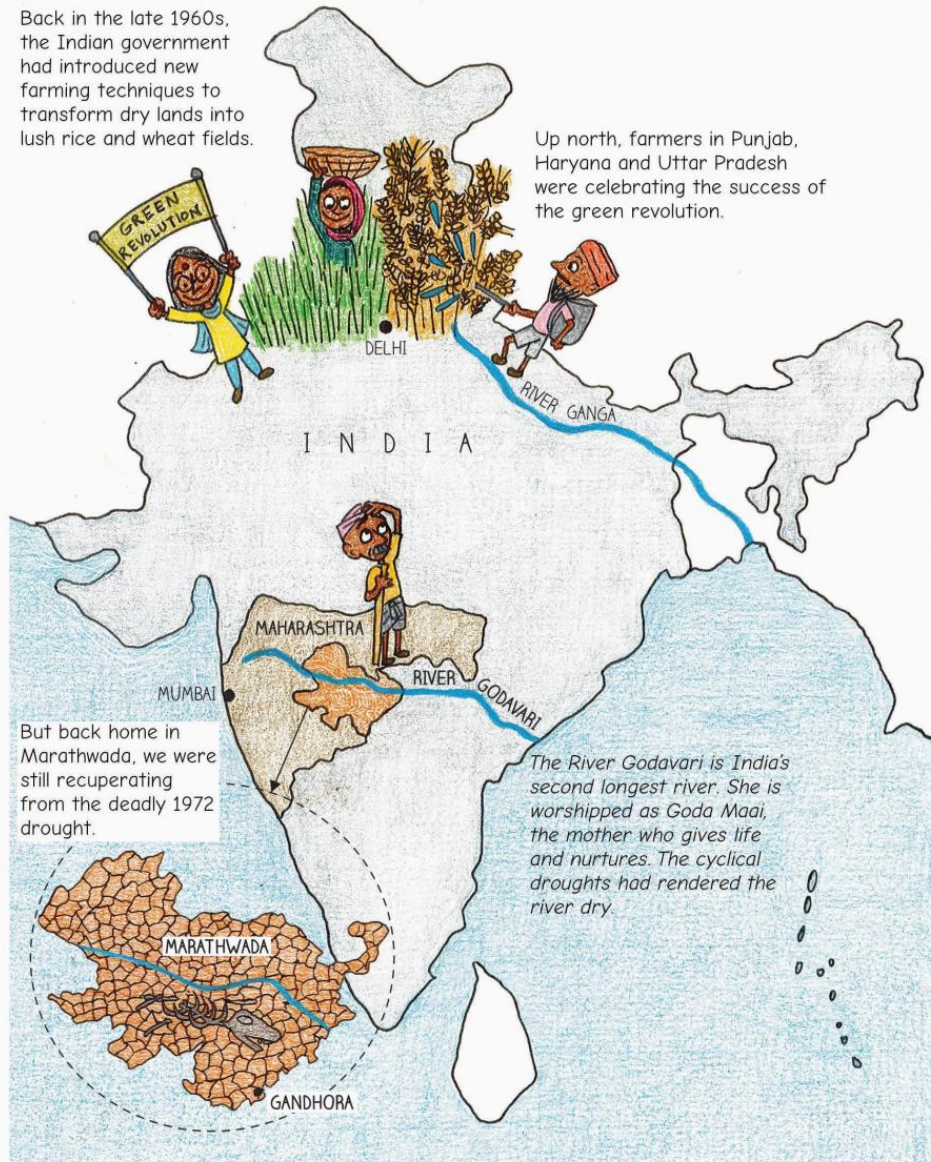 Back in the late 1960s,
the Indian government
had introduced new
farming techniques to
transform dry lands into
lush rice and wheat fields.
Up north, farmers in Punjab,
Haryana and Uttar Pradesh
were celebrating the success of
the green revolution.
GREEN
REVOLUTION
DELHI
RIVER GANGA
INDIA
MAHARASHTRA
RIVER GODAVARI
MUMBAI
But back home in
Marathwada, we were
still recuperating
from the deadly 1972
drought.
The River Godavari is India's
second longest river. She is
worshipped as Goda Maai,
the mother who gives life
and nurtures. The cyclical
droughts had rendered the
river dry.
MARATHWADA
GANDHORA